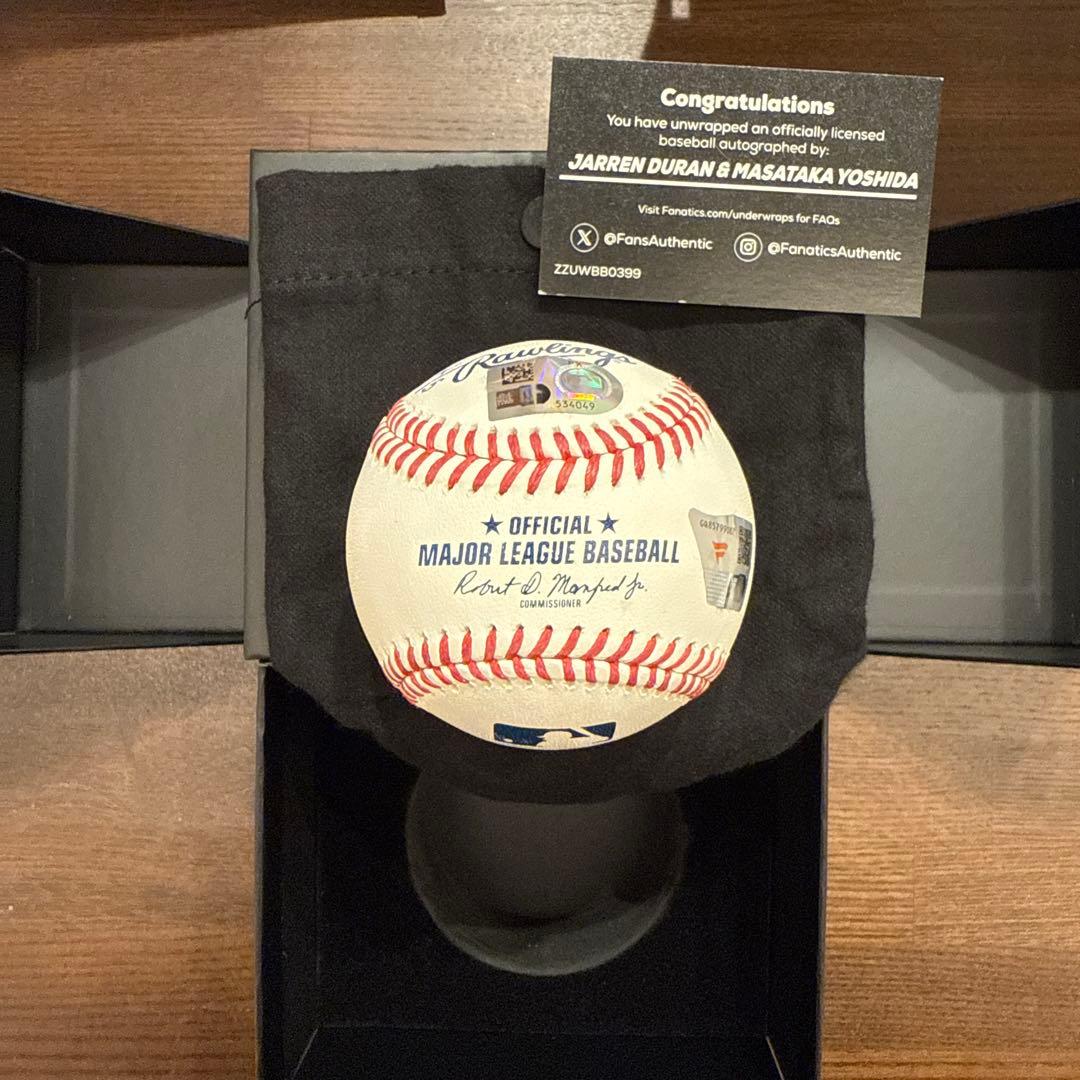 Congratulations
You have unwrapped an officially licensed
baseball autographed by:
JARREN DURAN & MASATAKA YOSHIDA
Visit Fanatics.com/underwraps for FAQs
@FansAuthentic @FanaticsAuthentic
ZZUWBB0399
Rawlings
534049
★ OFFICIAL ★
MAJOR LEAGUE BASEBALL
Robert D. Manfred Jr.
COMMISSIONER